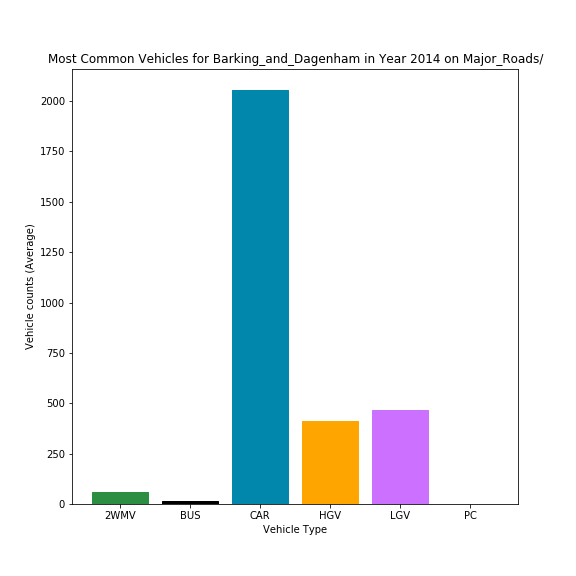 Most Common Vehicles for Barking_and_Dagenham in Year 2014 on Major_Roads/
Vehicle counts (Average)
2000
1750
1500
1250
1000
750
500
250
0
2WMV BUS CAR HGV LGV PC
Vehicle Type